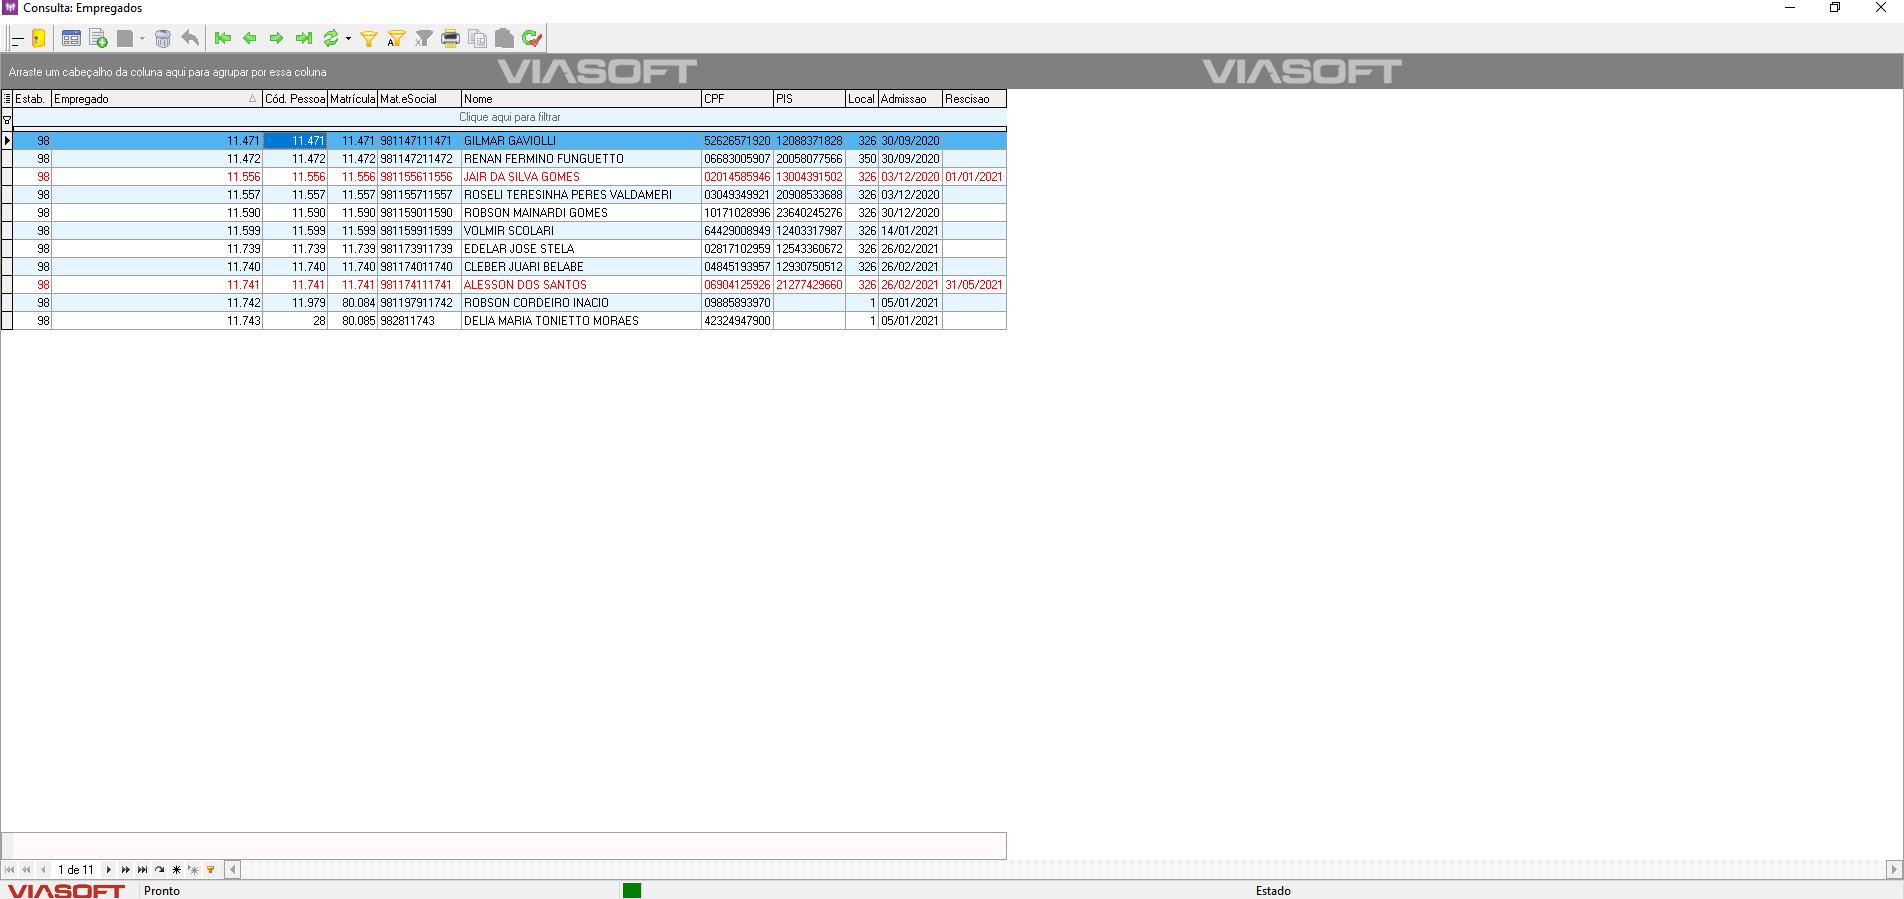 Consulta: Empregados
Arraste um cabeçalho da coluna aqui para agrupar por essa coluna
VIASOFT VIASOFT
Estab. Empregado Cód. Pessoa Matrícula Mat.eSocial Nome CPF PIS Local Admissao Rescisao
Clique aqui para filtrar
98 11.471 11.471 11.471 981147111471 GILMAR GAVIOLLI 52626571920 12088371828 326 30/09/2020
98 11.472 11.472 11.472 981147211472 RENAN FERMINO FUNGUETTO 06683005907 20058077566 350 30/09/2020
98 11.556 11.556 11.556 981155611556 JAIR DA SILVA GOMES 02014585946 13004391502 326 03/12/2020 01/01/2021
98 11.557 11.557 11.557 981155711557 ROSELI TERESINHA PERES VALDAMERI 03049349921 20908533688 326 03/12/2020
98 11.590 11.590 11.590 981159011590 ROBSON MAINARDI GOMES 10171028996 23640245276 326 30/12/2020
98 11.599 11.599 11.599 981159911599 VOLMIR SCOLARI 64429008949 12403317987 326 14/01/2021
98 11.739 11.739 11.739 981173911739 EDELAR JOSE STELA 02817102959 12543360672 326 26/02/2021
98 11.740 11.740 11.740 981174011740 CLEBER JUARI BELABE 04845193957 12930750512 326 26/02/2021
98 11.741 11.741 11.741 981174111741 ALESSON DOS SANTOS 06904125926 21277429660 326 26/02/2021 31/05/2021
98 11.742 11.979 80.084 981197911742 ROBSON CORDEIRO INACIO 09885893970 1 05/01/2021
98 11.743 28 80.085 982811743 DELIA MARIA TONIETTO MORAES 42324947900 1 05/01/2021
1 de 11
VIASOFT Pronto Estado